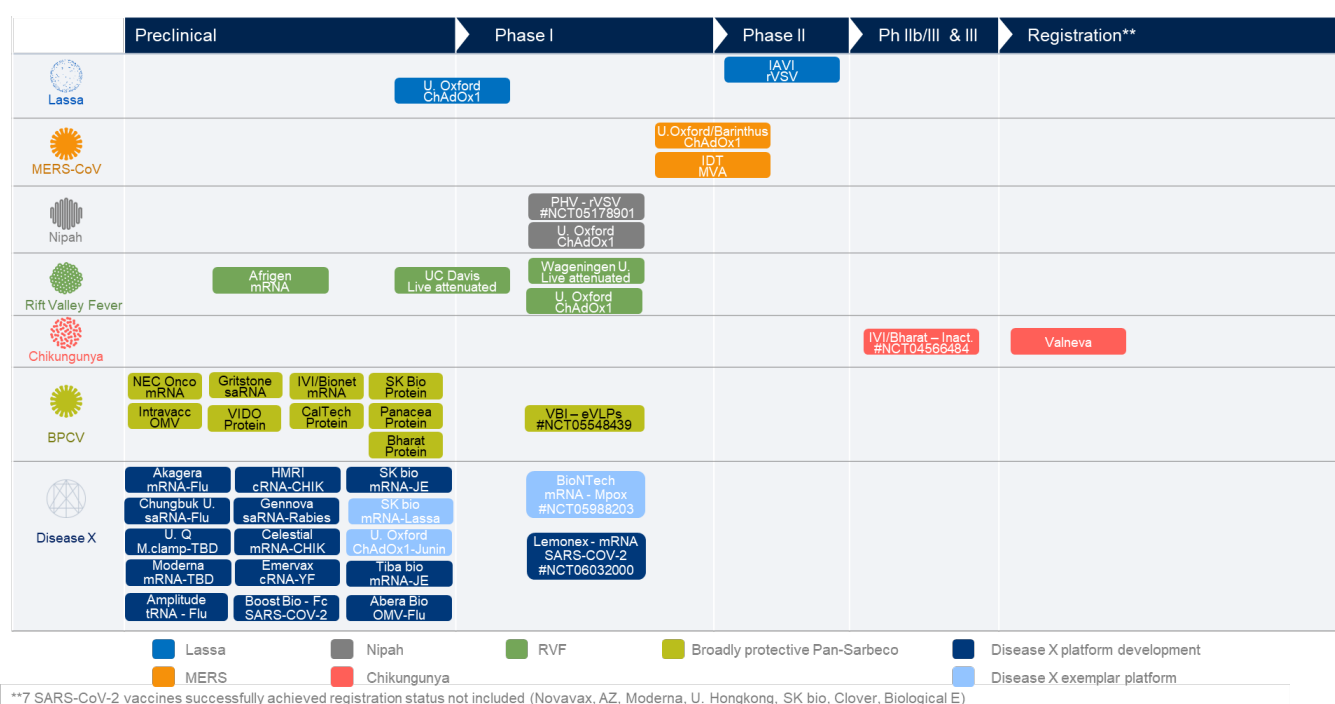 Preclinical
Phase I
Phase II
Ph IIb/III & III
Registration**
Lassa
U. Oxford
ChAdOx1
IAVI
rVSV
MERS-CoV
U.Oxford/Barinthus
ChAdOx1
IDT
MVA
Nipah
PHV - rVSV
#NCT05178901
U. Oxford
ChAdOx1
Rift Valley Fever
Afrigen
mRNA
UC Davis
Live attenuated
Wageningen U.
Live attenuated
U. Oxford
ChAdOx1
Chikungunya
IVI/Bharat – Inact.
#NCT04566484
Valneva
BPCV
NEC Onco
mRNA
Gritstone
saRNA
IVI/Bionet
mRNA
SK Bio
Protein
Intravacc
OMV
VIDO
Protein
CalTech
Protein
Panacea
Protein
Bharat
Protein
VBI – eVLPs
#NCT05548439
Disease X
Akagera
mRNA-Flu
HMRI
cRNA-CHIK
SK bio
mRNA-JE
Chungbuk U.
saRNA-Flu
Gennova
saRNA-Rabies
SK bio
mRNA-Lassa
U. Q
M.clamp-TBD
Celestial
mRNA-CHIK
U. Oxford
ChAdOx1-Junin
Moderna
mRNA-TBD
Emervax
cRNA-YF
Tiba bio
mRNA-JE
Amplitude
tRNA - Flu
Boost Bio - Fc
SARS-COV-2
Abera Bio
OMV-Flu
BioNTech
mRNA - Mpox
#NCT05988203
Lemonex - mRNA
SARS-COV-2
#NCT06032000
Lassa
Nipah
RVF
Broadly protective Pan-Sarbeco
Disease X platform development
MERS
Chikungunya
Disease X exemplar platform
**7 SARS-CoV-2 vaccines successfully achieved registration status not included (Novavax, AZ, Moderna, U. Hongkong, SK bio, Clover, Biological E)